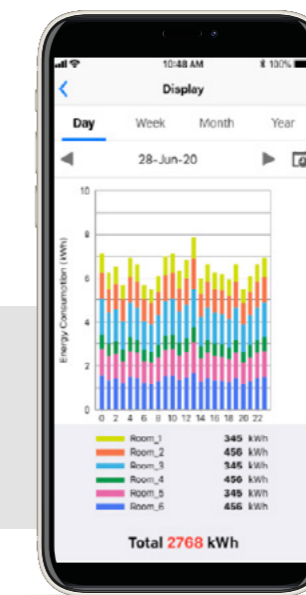 10:48 AM 100%
Display
Day Week Month Year
28-Jun-20
Energy Consumption (kWh)
10
8
6
4
2
0
0 2 4 6 8 10 12 14 16 18 20 22
Room_1 345 kWh
Room_2 456 kWh
Room_3 345 kWh
Room_4 456 kWh
Room_5 345 kWh
Room_6 456 kWh
Total 2768 kWh